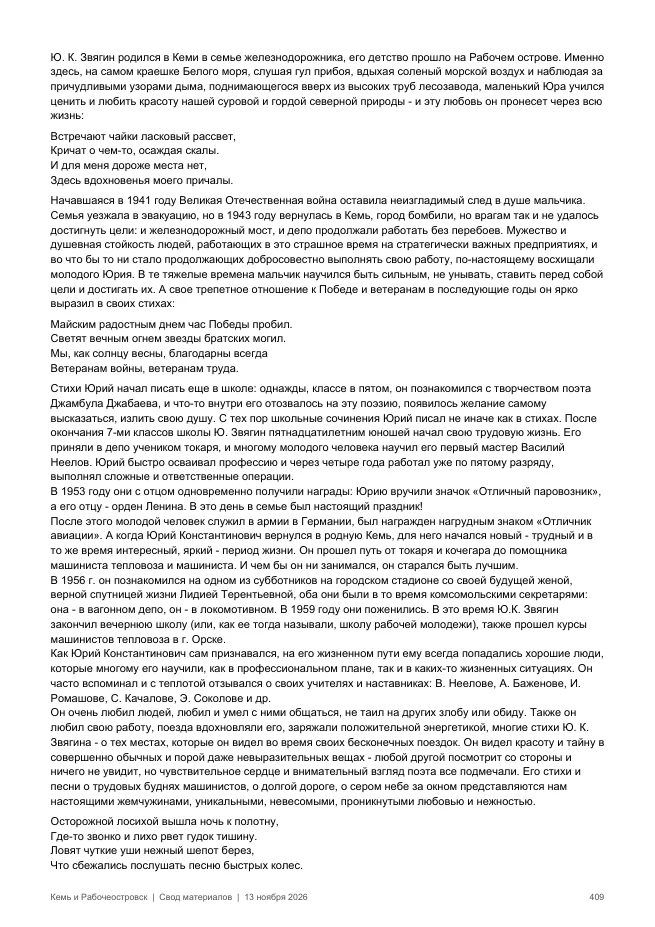 Ю. К. Звягин родился в Кеми в семье железнодорожника, его детство прошло на Рабочем острове. Именно
здесь, на самом краешке Белого моря, слушая гул прибоя, вдыхая соленый морской воздух и наблюдая за
причудливыми узорами дыма, поднимающегося вверх из высоких труб лесозавода, маленький Юра учился
ценить и любить красоту нашей суровой и гордой северной природы - и эту любовь он пронесет через всю
жизнь:
Встречают чайки ласковый рассвет,
Кричат о чем-то, осаждая скалы.
И для меня дороже места нет,
Здесь вдохновенья моего причалы.
Начавшаяся в 1941 году Великая Отечественная война оставила неизгладимый след в душе мальчика.
Семья уезжала в эвакуацию, но в 1943 году вернулась в Кемь, город бомбили, но врагам так и не удалось
достигнуть цели: и железнодорожный мост, и депо продолжали работать без перебоев. Мужество и
душевная стойкость людей, работающих в это страшное время на стратегически важных предприятиях, и
во что бы то ни стало продолжающих добросовестно выполнять свою работу, по-настоящему восхищали
молодого Юрия. В те тяжелые времена мальчик научился быть сильным, не унывать, ставить перед собой
цели и достигать их. А свое трепетное отношение к Победе и ветеранам в последующие годы он ярко
выразил в своих стихах:
Майским радостным днем час Победы пробил.
Светят вечным огнем звезды братских могил.
Мы, как солнцу весны, благодарны всегда
Ветеранам войны, ветеранам труда.
Стихи Юрий начал писать еще в школе: однажды, классе в пятом, он познакомился с творчеством поэта
Джамбула Джабаева, и что-то внутри его отозвалось на эту поэзию, появилось желание самому
высказаться, излить свою душу. С тех пор школьные сочинения Юрий писал не иначе как в стихах. После
окончания 7-ми классов школы Ю. Звягин пятнадцатилетним юношей начал свою трудовую жизнь. Его
приняли в депо учеником токаря, и многому молодого человека научил его первый мастер Василий
Неелов. Юрий быстро осваивал профессию и через четыре года работал уже по пятому разряду,
выполнял сложные и ответственные операции.
В 1953 году они с отцом одновременно получили награды: Юрию вручили значок «Отличный паровозник»,
а его отцу - орден Ленина. В это день в семье был настоящий праздник!
После этого молодой человек служил в армии в Германии, был награжден нагрудным знаком «Отличник
авиации». А когда Юрий Константинович вернулся в родную Кемь, для него начался новый - трудный и в
то же время интересный, яркий - период жизни. Он прошел путь от токаря и кочегара до помощника
машиниста тепловоза и машиниста. И чем бы он ни занимался, он старался быть лучшим.
В 1956 г. он познакомился на одном из субботников на городском стадионе со своей будущей женой,
верной спутницей жизни Лидией Терентьевной, оба они были в то время комсомольскими секретарями:
она - в вагонном депо, он - в локомотивном. В 1959 году они поженились. В это время Ю.К. Звягин
закончил вечернюю школу (или, как ее тогда называли, школу рабочей молодежи), также прошел курсы
машинистов тепловоза в г. Орске.
Как Юрий Константинович сам признавался, на его жизненном пути ему всегда попадались хорошие люди,
которые многому его научили, как в профессиональном плане, так и в каких-то жизненных ситуациях. Он
часто вспоминал и с теплотой отзывался о своих учителях и наставниках: В. Неелове, А. Баженове, И.
Ромашове, С. Качалове, Э. Соколове и др.
Он очень любил людей, любил и умел с ними общаться, не таил на других злобу или обиду. Также он
любил свою работу, поезда вдохновляли его, заряжали положительной энергетикой, многие стихи Ю. К.
Звягина - о тех местах, которые он видел во время своих бесконечных поездок. Он видел красоту и тайну в
совершенно обычных и порой даже невыразительных вещах - любой другой посмотрит со стороны и
ничего не увидит, но чувствительное сердце и внимательный взгляд поэта все подмечали. Его стихи и
песни о трудовых буднях машинистов, о долгой дороге, о сером небе за окном представляются нам
настоящими жемчужинами, уникальными, невесомыми, проникнутыми любовью и нежностью.
Осторожной лосихой вышла ночь к полотну,
Где-то звонко и лихо рвет гудок тишину.
Ловят чуткие уши нежный шепот берез,
Что сбежались послушать песню быстрых колес.
Кемь и Рабочеостровск | Свод материалов | 13 ноября 2026
409